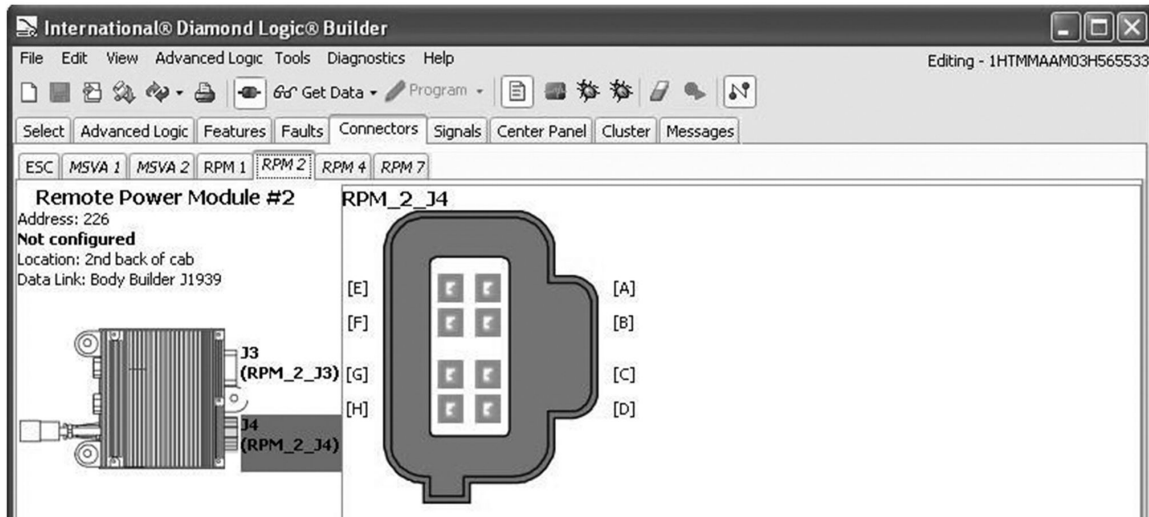 International® Diamond Logic® Builder
File Edit View Advanced Logic Tools Diagnostics Help
Editing - 1HTMMAAM03H565533
Get Data Program
Select Advanced Logic Features Faults Connectors Signals Center Panel Cluster Messages
ESC MSVA 1 MSVA 2 RPM 1 RPM 2 RPM 4 RPM 7
Remote Power Module #2
Address: 226
Not configured
Location: 2nd back of cab
Data Link: Body Builder J1939
J3
(RPM_2_J3)
J4
(RPM_2_J4)
RPM_2_J4
[E] [A]
[F] [B]
[G] [C]
[H] [D]